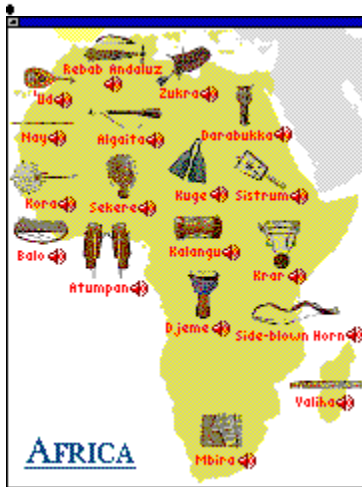 Rebab Andaluz
'Ud
Zukra
Nay
Algaita
Darabukka
Kora
Sekere
Kuge
Sistrum
Balo
Atumpan
Kalangu
Krar
Djeme
Side-blown Horn
Valiha
Mbira
AFRICA